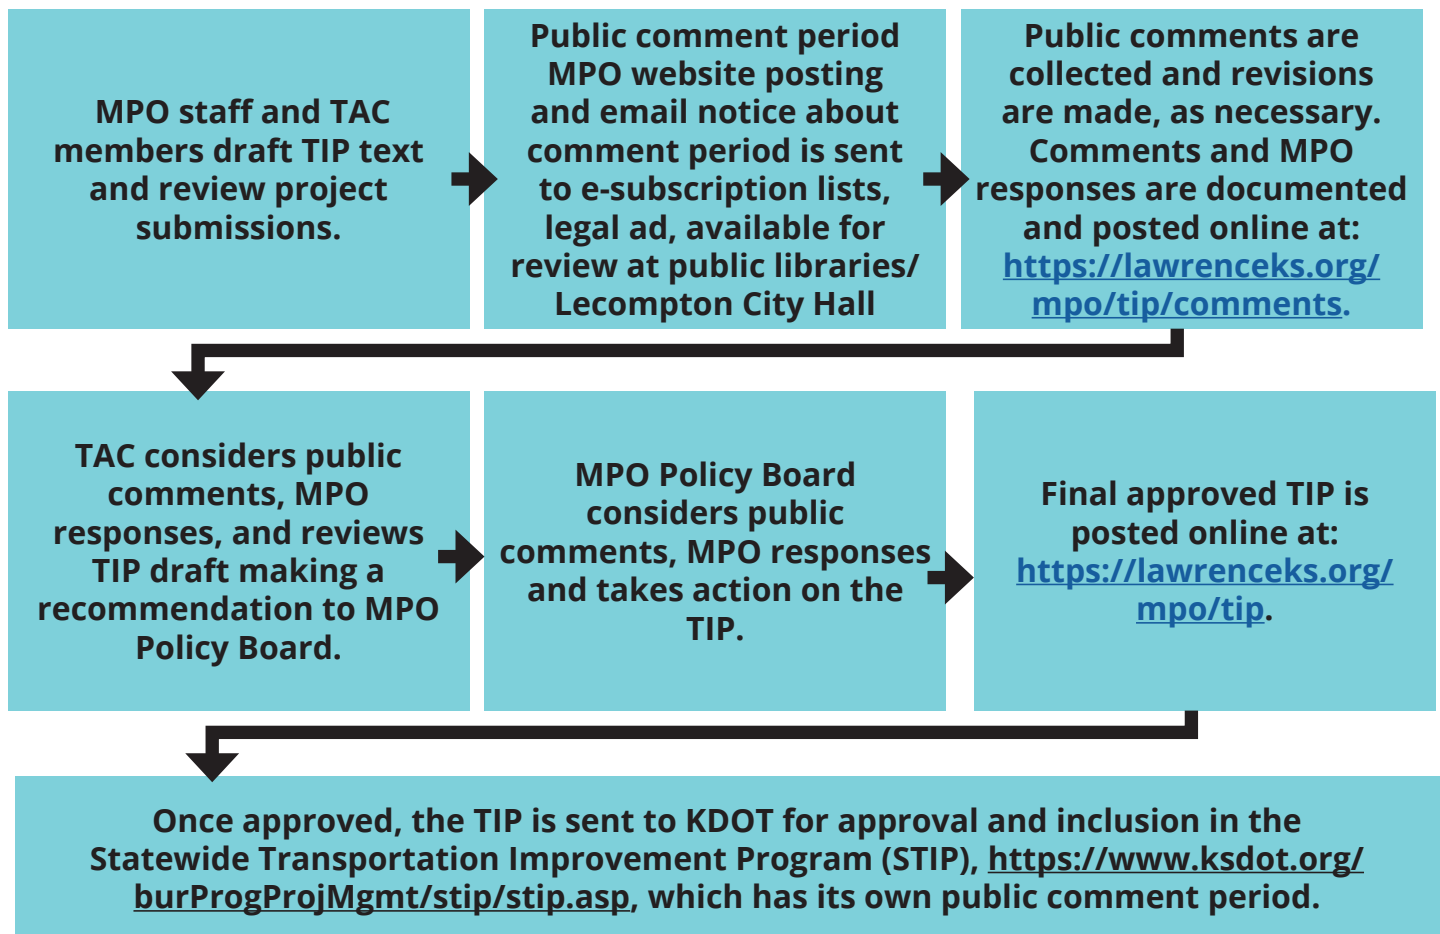 MPO staff and TAC
members draft TIP text
and review project
submissions.
Public comment period
MPO website posting
and email notice about
comment period is sent
to e-subscription lists,
legal ad, available for
review at public libraries/
Lecompton City Hall
Public comments are
collected and revisions
are made, as necessary.
Comments and MPO
responses are documented
and posted online at:
https://lawrenceks.org/
mpo/tip/comments.
TAC considers public
comments, MPO
responses, and reviews
TIP draft making a
recommendation to MPO
Policy Board.
MPO Policy Board
considers public
comments, MPO responses
and takes action on the
TIP.
Final approved TIP is
posted online at:
https://lawrenceks.org/
mpo/tip.
Once approved, the TIP is sent to KDOT for approval and inclusion in the
Statewide Transportation Improvement Program (STIP), https://www.ksdot.org/
burProgProjMgmt/stip/stip.asp, which has its own public comment period.